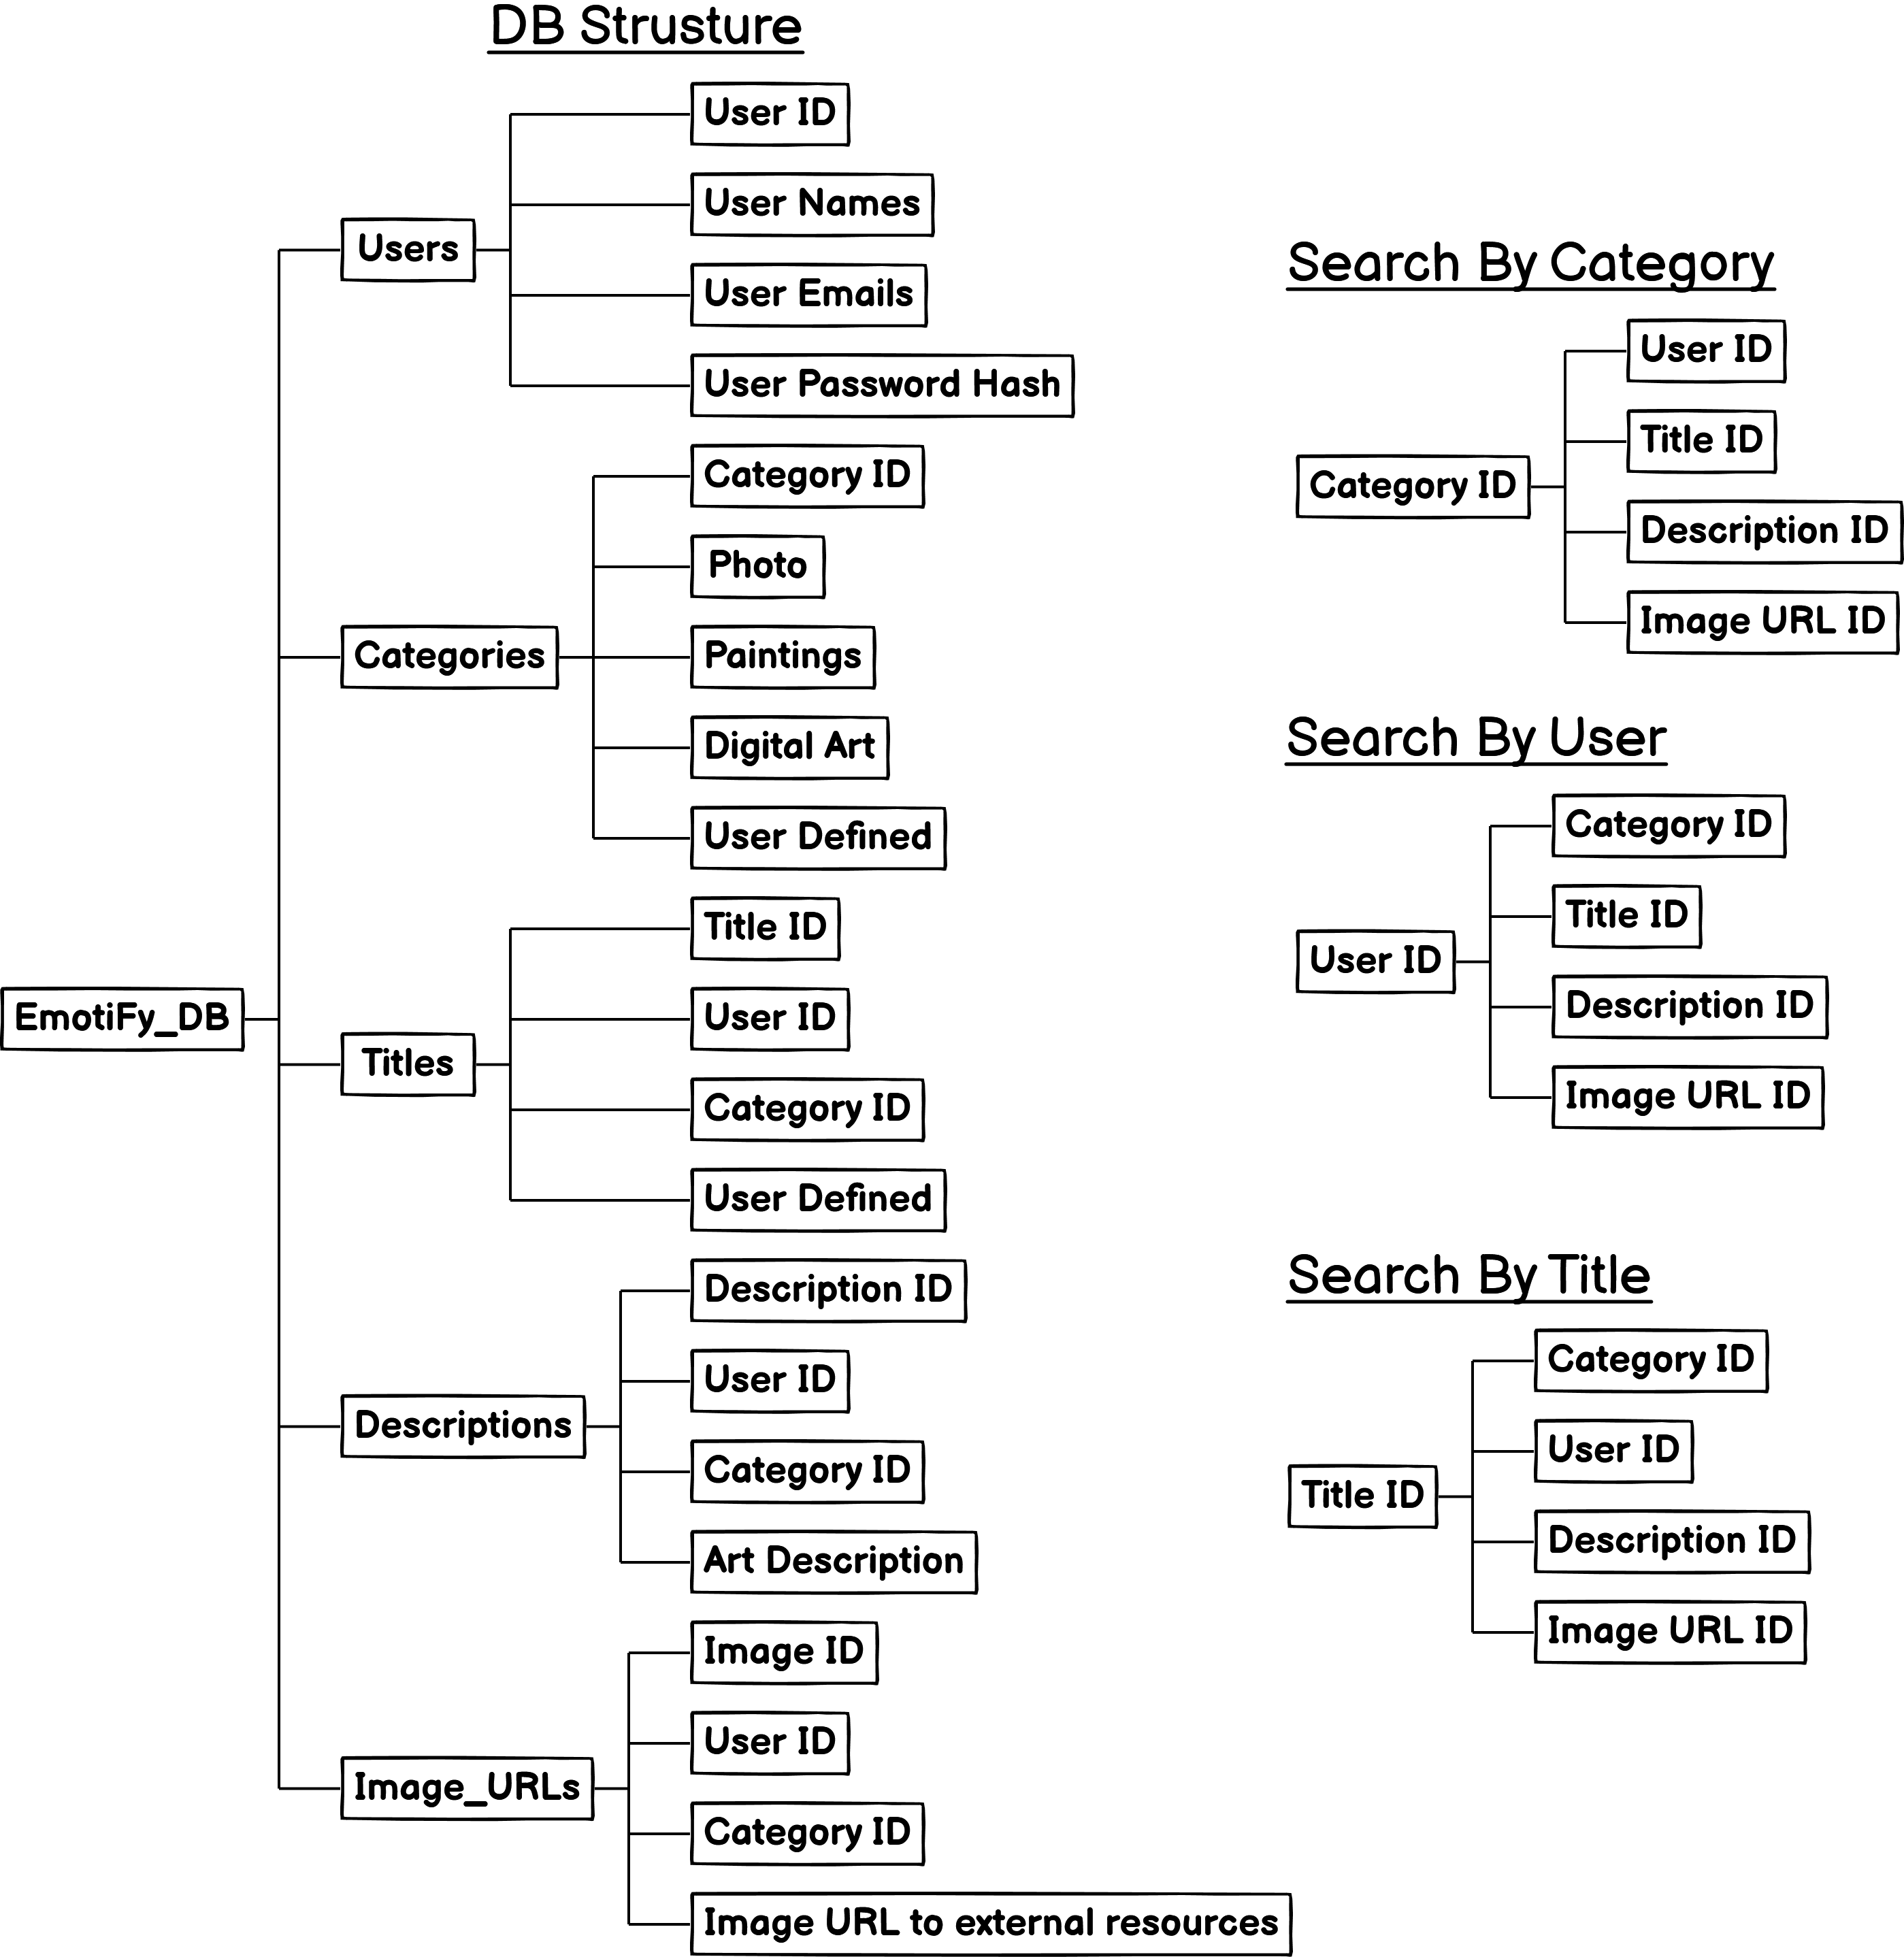 DB Strusture
EmotiFy_DB
Users
User ID
User Names
User Emails
User Password Hash
Categories
Category ID
Photo
Paintings
Digital Art
User Defined
Titles
Title ID
User ID
Category ID
User Defined
Descriptions
Description ID
User ID
Category ID
Art Description
Image_URLs
Image ID
User ID
Category ID
Image URL to external resources
Search By Category
Category ID
User ID
Title ID
Description ID
Image URL ID
Search By User
User ID
Category ID
Title ID
Description ID
Image URL ID
Search By Title
Title ID
Category ID
User ID
Description ID
Image URL ID